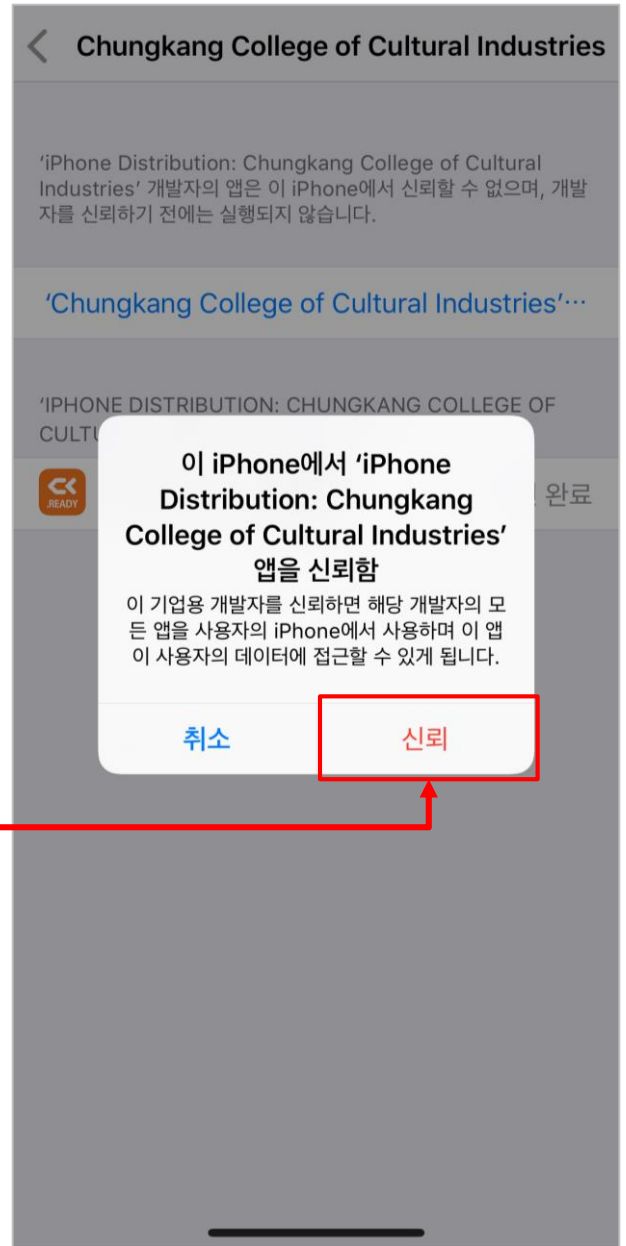 Chungkang College of Cultural Industries
'iPhone Distribution: Chungkang College of Cultural
Industries' 개발자의 앱은 이 iPhone에서 신뢰할 수 없으며, 개발
자를 신뢰하기 전에는 실행되지 않습니다.
'Chungkang College of Cultural Industries'…
'IPHONE DISTRIBUTION: CHUNGKANG COLLEGE OF
CK
.READY
완료
이 iPhone에서 'iPhone
Distribution: Chungkang
College of Cultural Industries'
앱을 신뢰함
이 기업용 개발자를 신뢰하면 해당 개발자의 모
든 앱을 사용자의 iPhone에서 사용하며 이 앱
이 사용자의 데이터에 접근할 수 있게 됩니다.
취소
신뢰